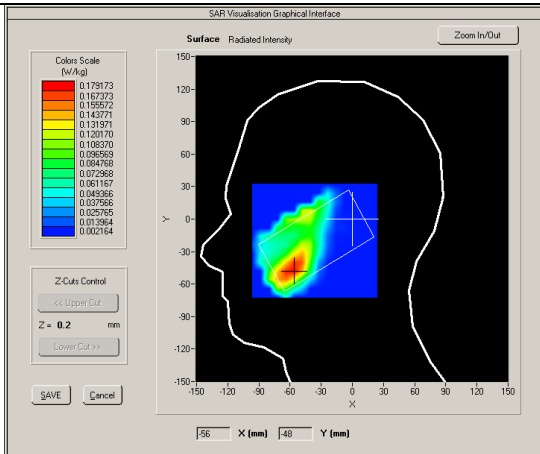 SAR Visualisation Graphical Interface
Surface Radiated Intensity
Zoom In/Out
Colors Scale
(W/kg)
0.179173
0.167373
0.155572
0.143771
0.131971
0.120170
0.108370
0.096569
0.084768
0.072968
0.061167
0.049366
0.037566
0.025765
0.013964
0.002164
Z-Cuts Control
<< Upper Cut
Z = 0.2 mm
Lower Cut >>
SAVE Cancel
Y
150
120
90
60
30
0
-30
-60
-90
-120
-150
-150 -120 -90 -60 -30 0 30 60 90 120 150
X
-56 X (mm) -48 Y (mm)